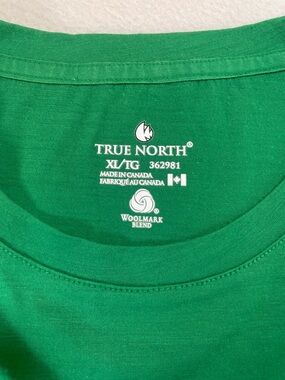 TRUE NORTH®
XL/TG 362981
MADE IN CANADA
FABRIQUÉ AU CANADA
WOOLMARK
BLEND